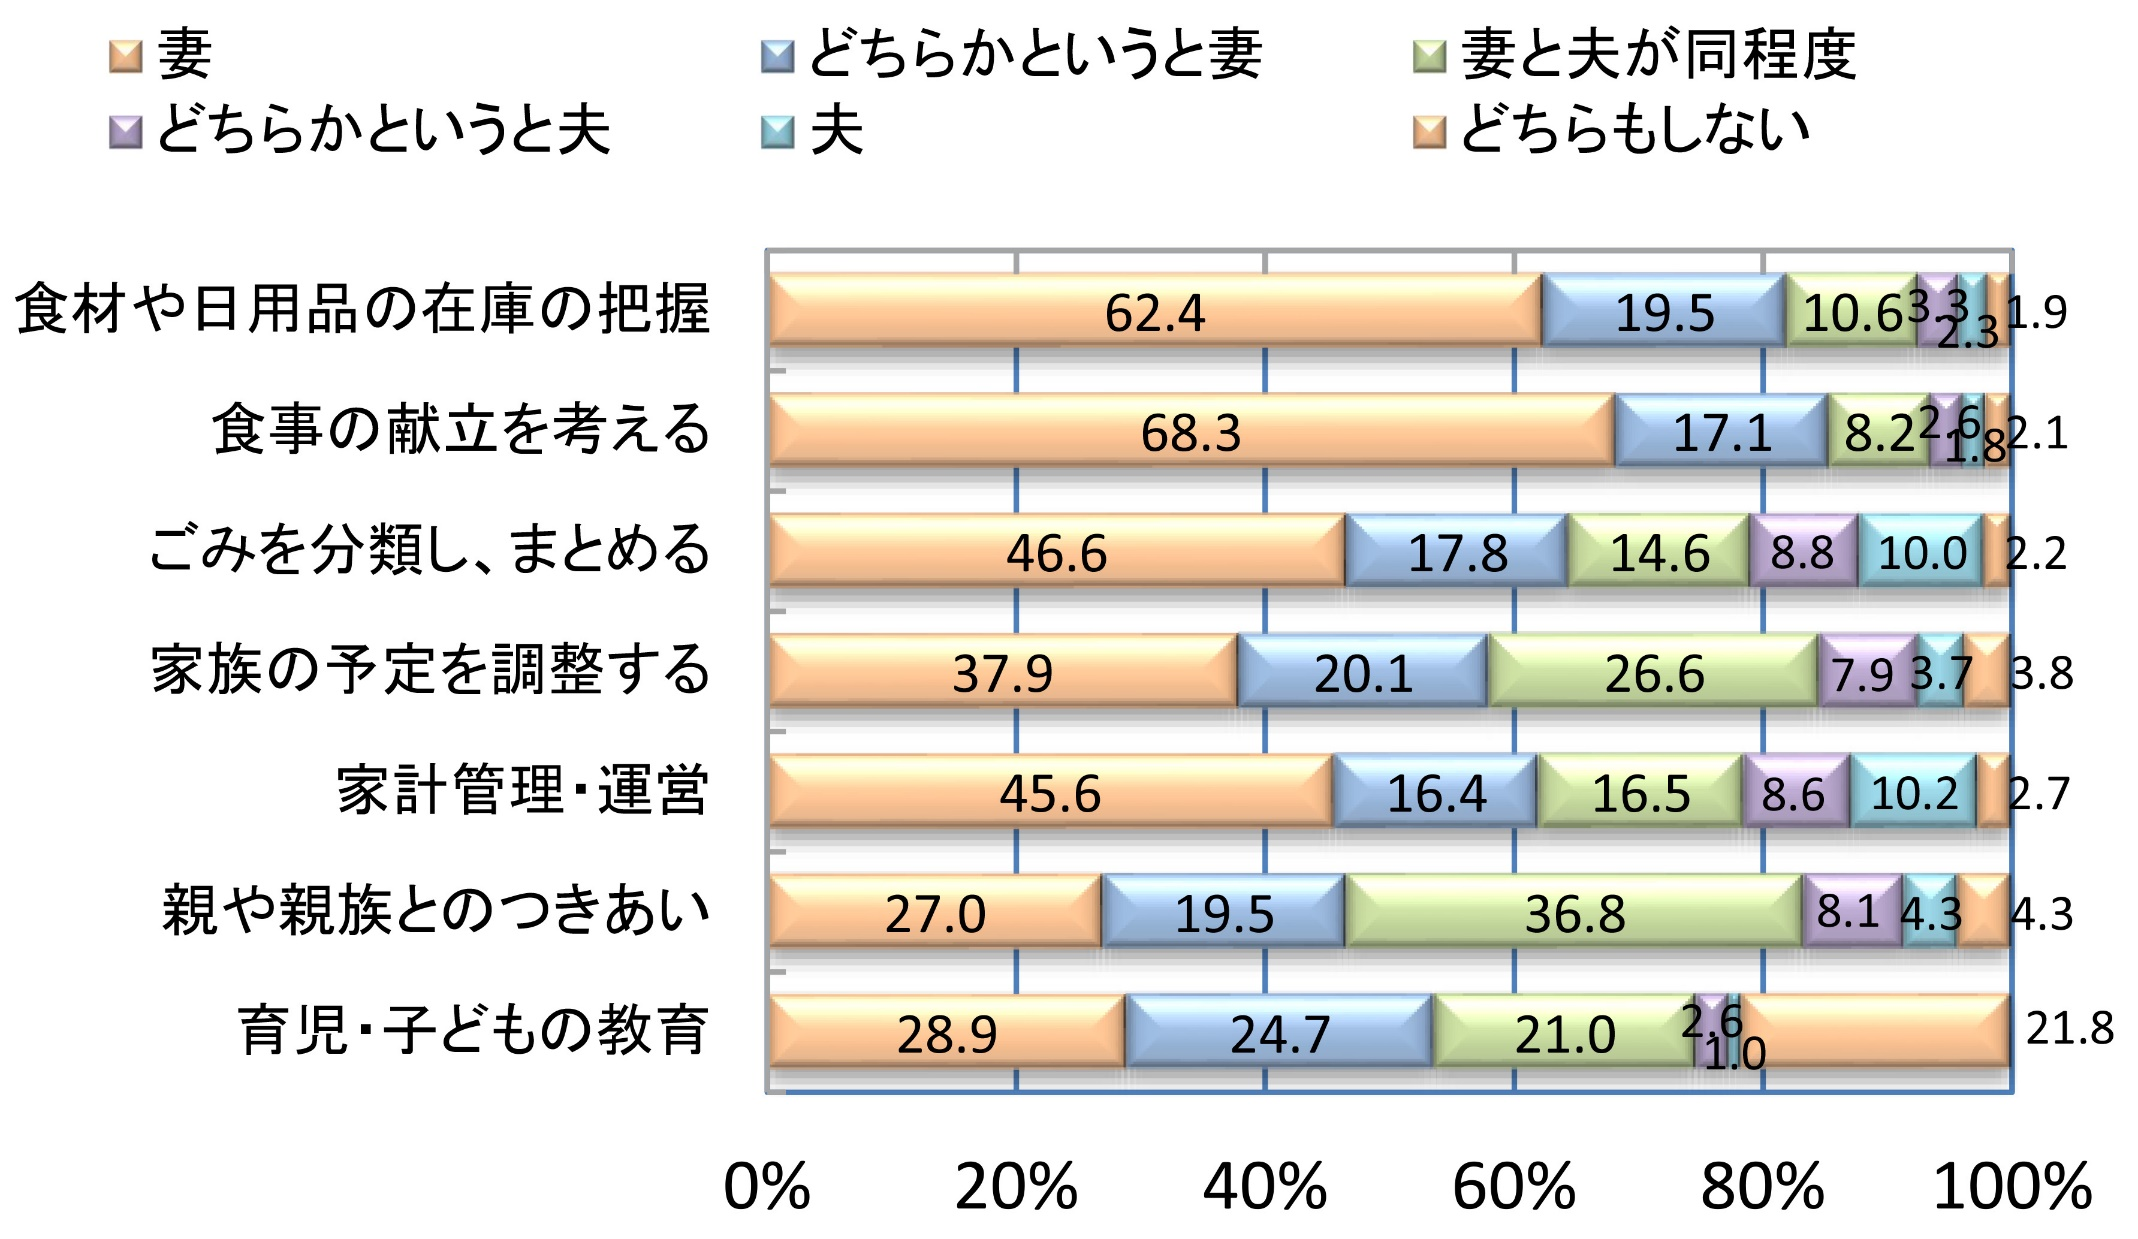 妻 どちらかというと妻 妻と夫が同程度
どちらかというと夫 夫 どちらもしない
食材や日用品の在庫の把握 62.4 19.5 10.6 3.3 2.3 1.9
食事の献立を考える 68.3 17.1 8.2 2.6 1.8 2.1
ごみを分類し、まとめる 46.6 17.8 14.6 8.8 10.0 2.2
家族の予定を調整する 37.9 20.1 26.6 7.9 3.7 3.8
家計管理・運営 45.6 16.4 16.5 8.6 10.2 2.7
親や親族とのつきあい 27.0 19.5 36.8 8.1 4.3 4.3
育児・子どもの教育 28.9 24.7 21.0 2.6 1.0 21.8
0% 20% 40% 60% 80% 100%